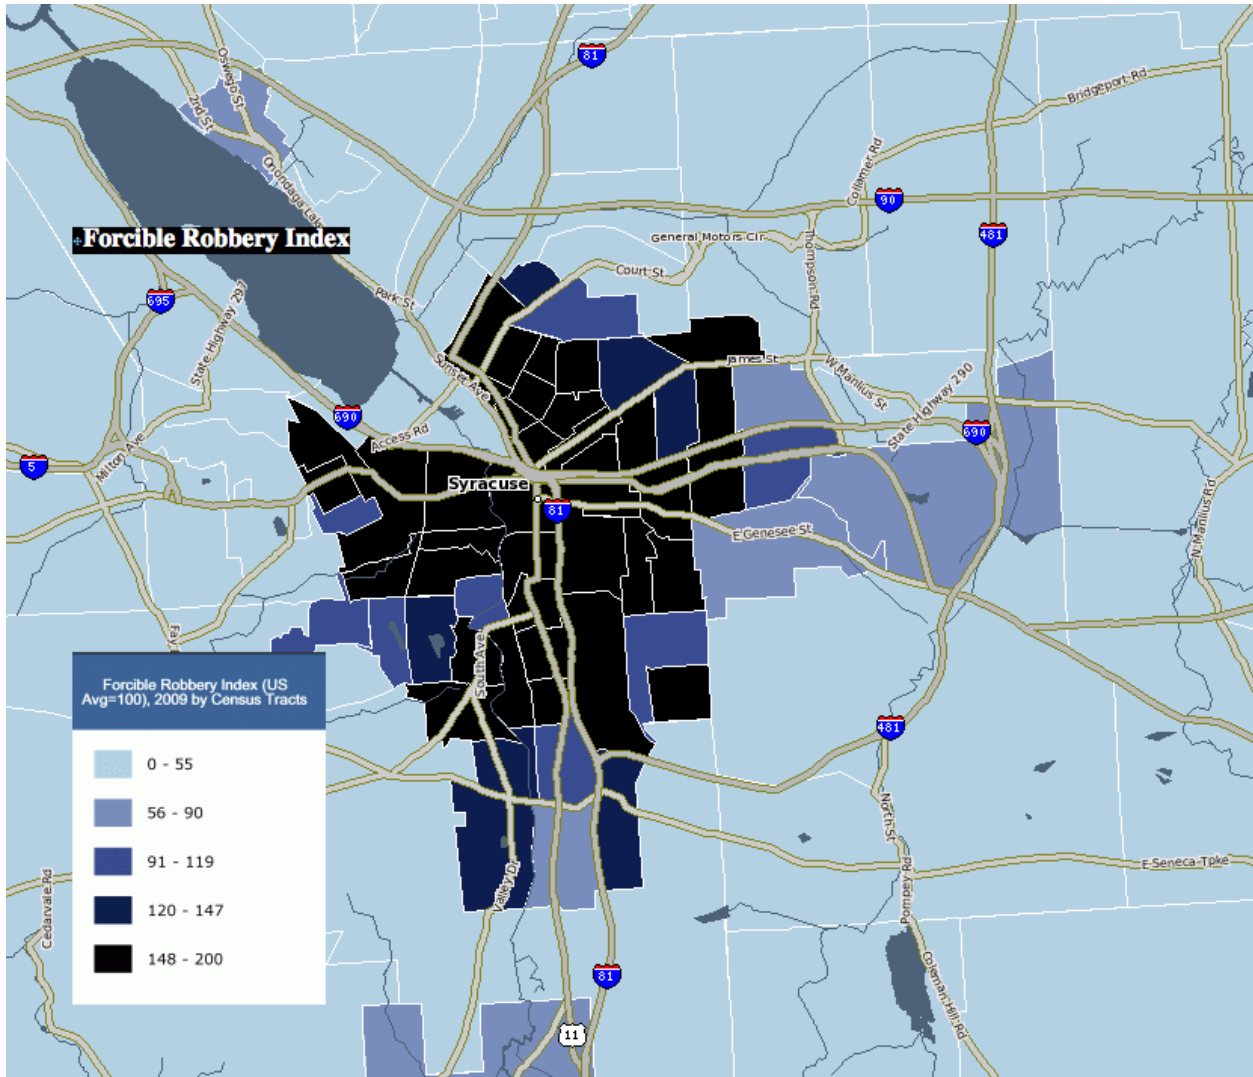 81
Oswego St
2nd St
Bridgeport Rd
Onondaga Lake
Collamer Rd
90
Forcible Robbery Index
General Motors Cir
481
Court St
Thompson Rd
695
State Highway 297
Park St
Sunset Ave
James St
W Manlius St
State Highway 290
690
Access Rd
690
Milton Ave
5
Syracuse
81
E Genesee St
N Manlius Rd
Fay
South Ave
Forcible Robbery Index (US
Avg=100), 2009 by Census Tracts
481
0 - 55
56 - 90
North St
91 - 119
E Seneca Tpke
Valley Dr
Pompey Rd
Cedarvale Rd
120 - 147
148 - 200
Coleman Hill Rd
81
11